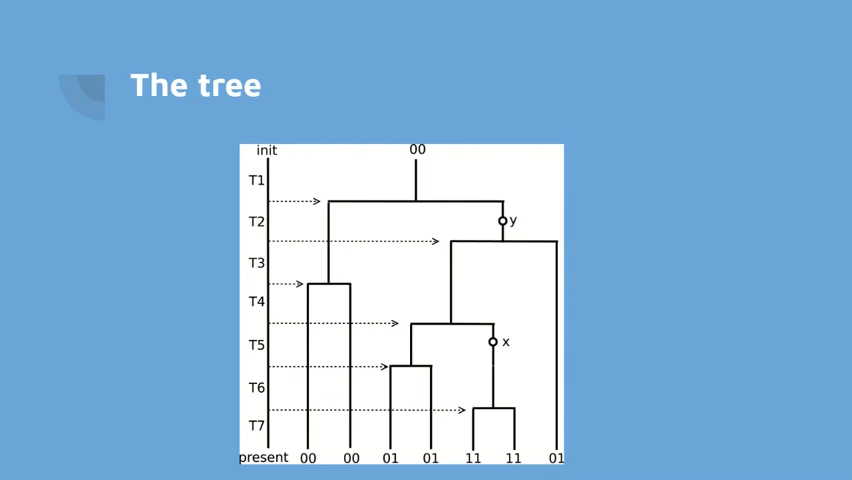 The tree
init 00
T1
T2 y
T3
T4
T5 x
T6
T7
present 00 00 01 01 11 11 01